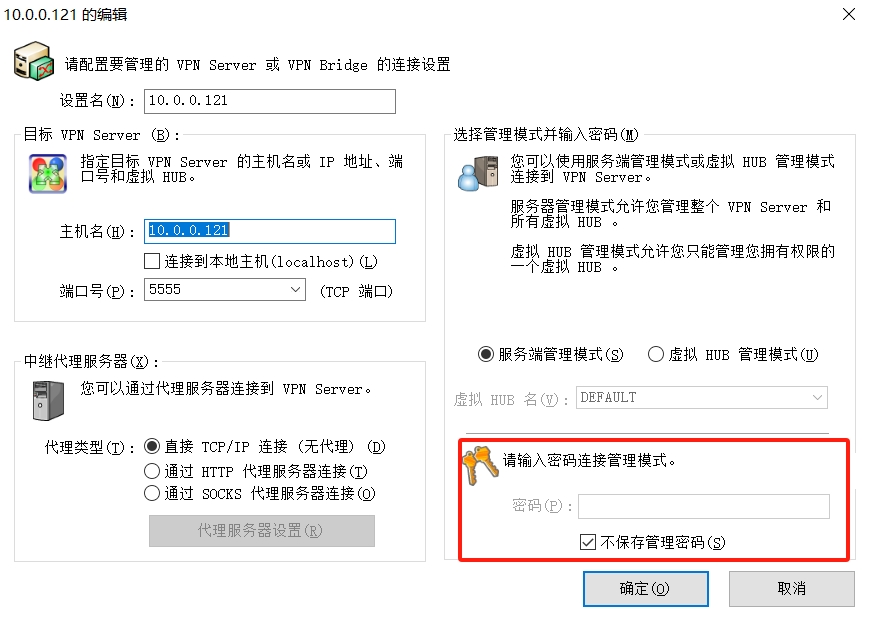 10.0.0.121 的编辑
请配置要管理的 VPN Server 或 VPN Bridge 的连接设置
设置名(N)：
10.0.0.121
目标 VPN Server (B)：
指定目标 VPN Server 的主机名或 IP 地址、端
口号和虚拟 HUB。
主机名(H)：
10.0.0.121
连接到本地主机(localhost)(L)
端口号(P)：
5555
(TCP 端口)
中继代理服务器(X)：
您可以通过代理服务器连接到 VPN Server。
代理类型(T)：
直接 TCP/IP 连接 (无代理) (D)
通过 HTTP 代理服务器连接(T)
通过 SOCKS 代理服务器连接(O)
代理服务器设置(R)
选择管理模式并输入密码(M)
您可以使用服务端管理模式或虚拟 HUB 管理模式
连接到 VPN Server。
服务器管理模式允许您管理整个 VPN Server 和
所有虚拟 HUB 。
虚拟 HUB 管理模式允许您只能管理您拥有权限的
一个虚拟 HUB 。
服务端管理模式(S)
虚拟 HUB 管理模式(U)
虚拟 HUB 名(V)：
DEFAULT
请输入密码连接管理模式。
密码(P)：
不保存管理密码(S)
确定(O)
取消